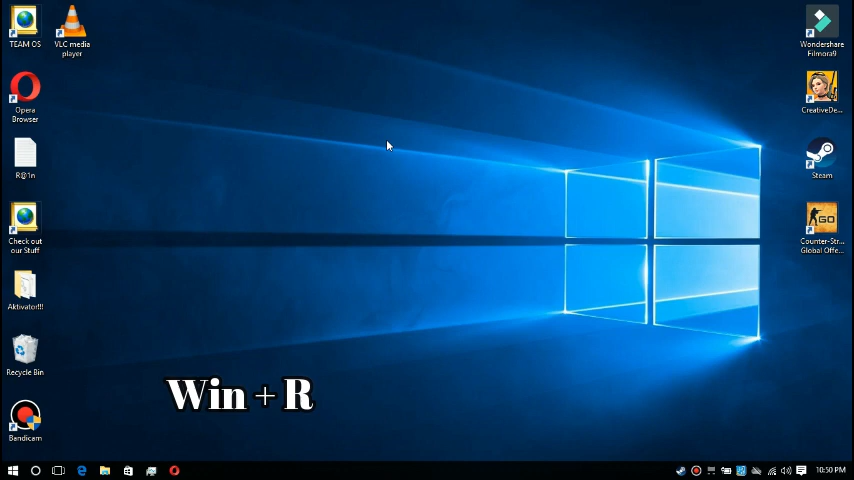 TEAM OS
VLC media
player
Opera
Browser
R@1n
Check out
our Stuff
Aktivator!!!
Recycle Bin
Bandicam
Wondershare
Filmora9
CreativeDe...
Steam
GO
Counter-Str...
Global Offe...
Win + R
10:50 PM